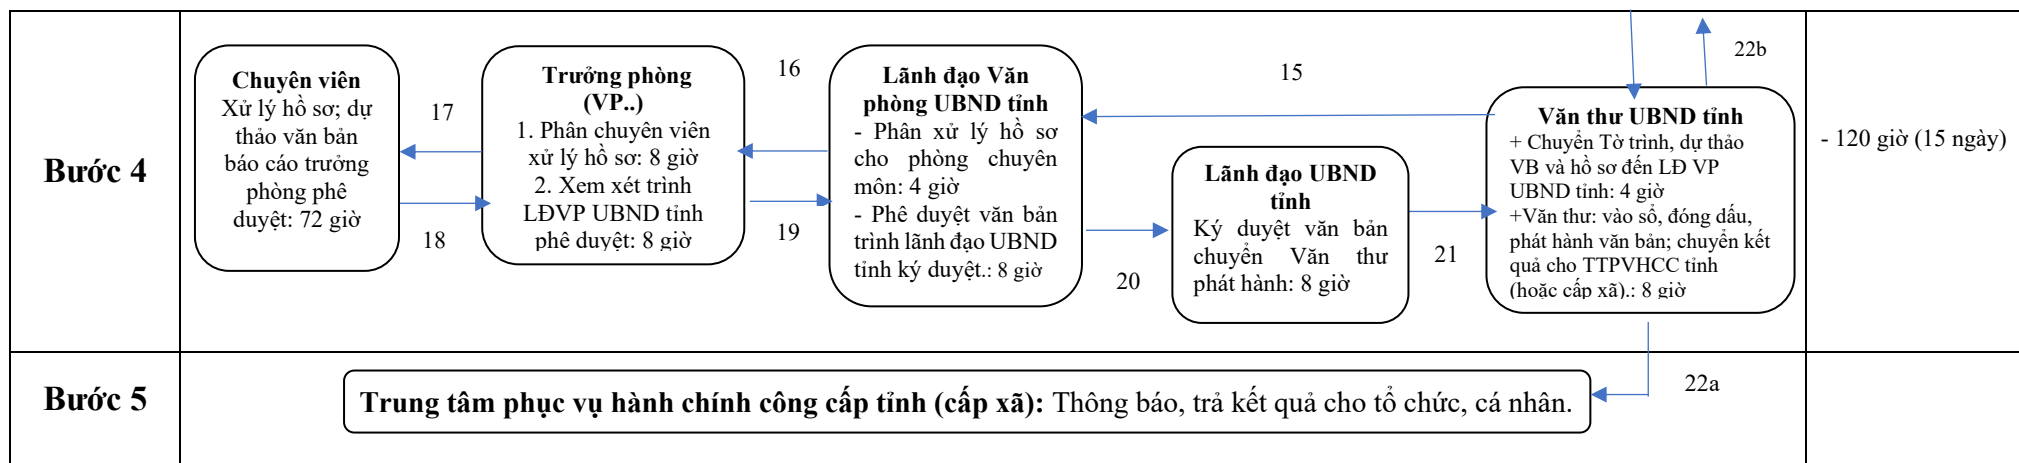 Bước 4
Chuyên viên
Xử lý hồ sơ; dự
thảo văn bản
báo cáo trưởng
phòng phê
duyệt: 72 giờ
17
18
Trưởng phòng
(VP..)
1. Phân chuyên viên
xử lý hồ sơ: 8 giờ
2. Xem xét trình
LĐVP UBND tỉnh
phê duyệt: 8 giờ
16
19
Lãnh đạo Văn
phòng UBND tỉnh
- Phân xử lý hồ sơ
cho phòng chuyên
môn: 4 giờ
- Phê duyệt văn bản
trình lãnh đạo UBND
tỉnh ký duyệt.: 8 giờ
15
20
Lãnh đạo UBND
tỉnh
Ký duyệt văn bản
chuyển Văn thư
phát hành: 8 giờ
21
22b
Văn thư UBND tỉnh
+ Chuyển Tờ trình, dự thảo
VB và hồ sơ đến LĐ VP
UBND tỉnh: 4 giờ
+Văn thư: vào sổ, đóng dấu,
phát hành văn bản; chuyển kết
quả cho TTPVHCC tỉnh
(hoặc cấp xã).: 8 giờ
- 120 giờ (15 ngày)
Bước 5
Trung tâm phục vụ hành chính công cấp tỉnh (cấp xã): Thông báo, trả kết quả cho tổ chức, cá nhân.
22a